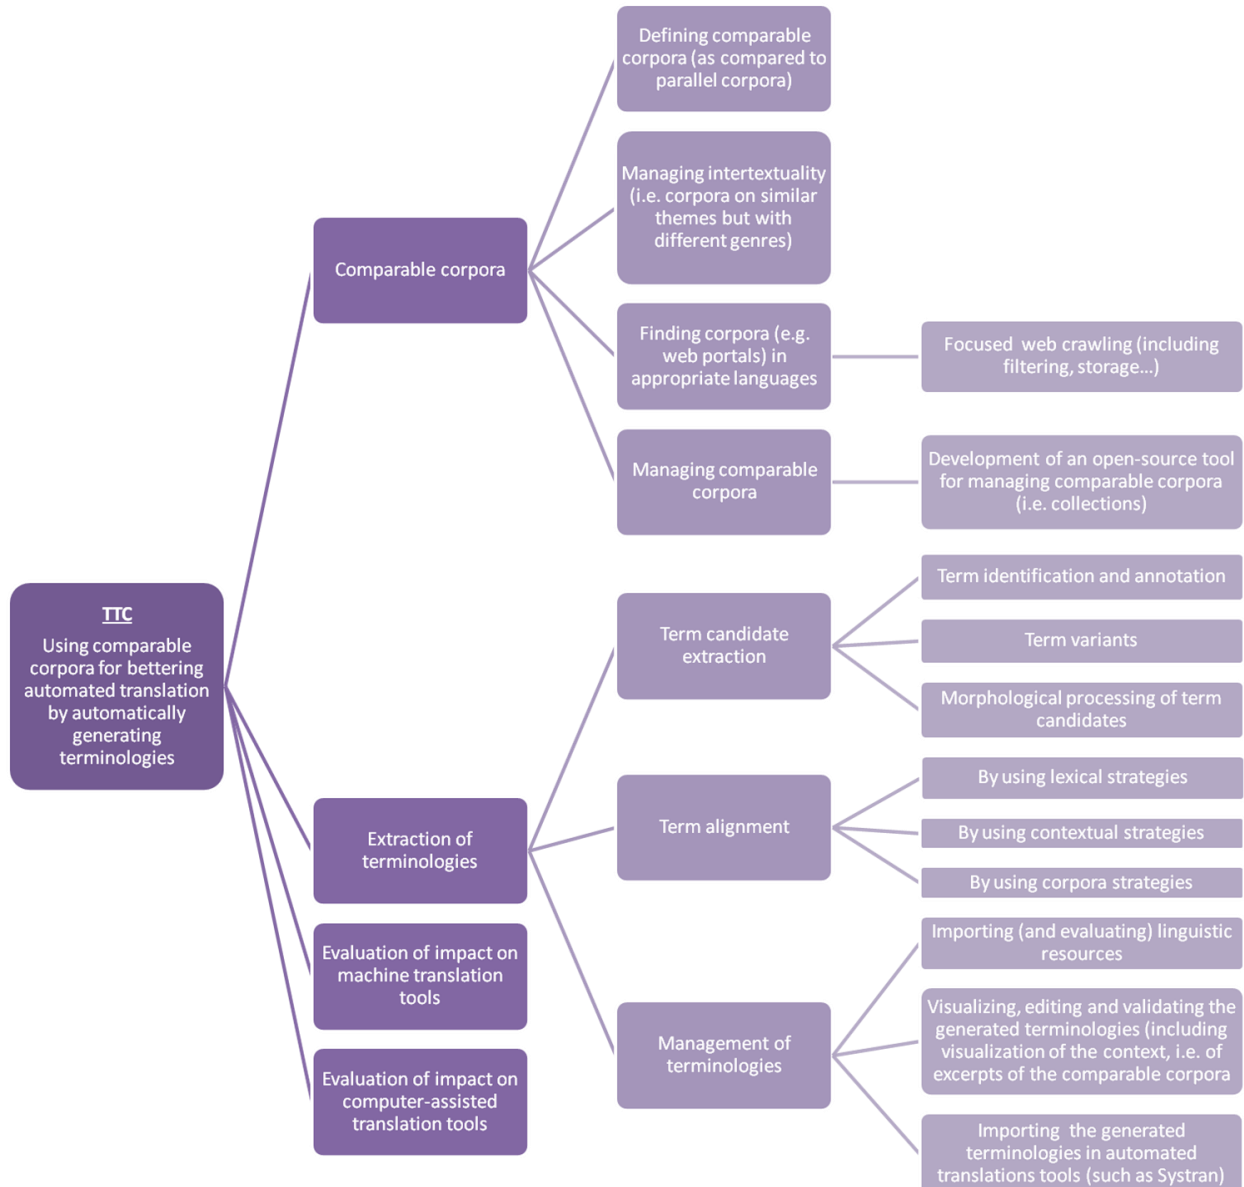 Defining comparable
corpora (as compared to
parallel corpora)
Managing intertextuality
(i.e. corpora on similar
themes but with
different genres)
Comparable corpora
Finding corpora (e.g.
web portals) in
appropriate languages
Focused  web crawling (including
filtering, storage...)
Managing comparable
corpora
Development of an open-source tool
for managing comparable corpora
(i.e. collections)
TTC
Using comparable
corpora for bettering
automated translation
by automatically
generating
terminologies
Term candidate
extraction
Term identification and annotation
Term variants
Morphological processing of term
candidates
Extraction of
terminologies
Term alignment
By using lexical strategies
By using contextual strategies
By using corpora strategies
Management of
terminologies
Importing (and evaluating) linguistic
resources
Visualizing, editing and validating the
generated terminologies (including
visualization of the context, i.e. of
excerpts of the comparable corpora
Importing  the generated
terminologies in automated
translations tools (such as Systran)
Evaluation of impact on
machine translation
tools
Evaluation of impact on
computer-assisted
translation tools